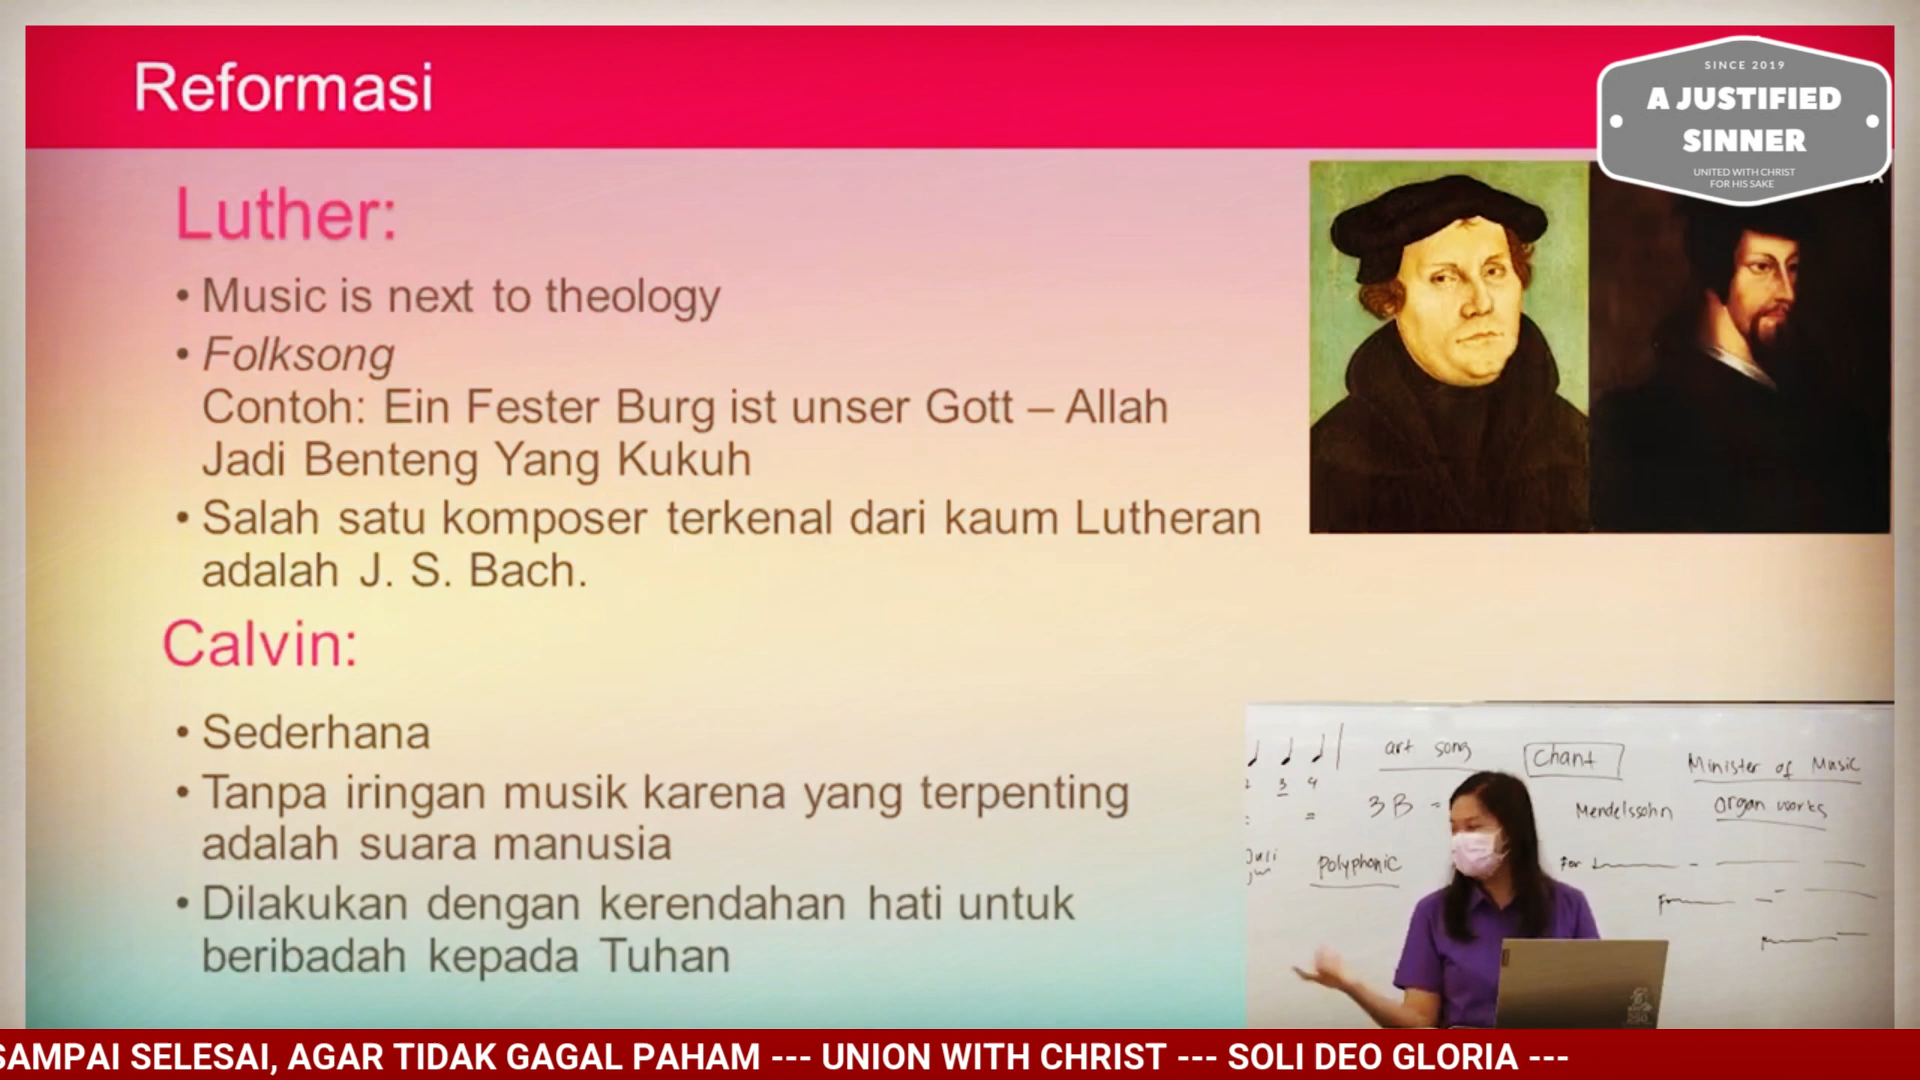 Reformasi
SINCE 2019
A JUSTIFIED
SINNER
UNITED WITH CHRIST
FOR HIS SAKE
Luther:
• Music is next to theology
• Folksong
Contoh: Ein Fester Burg ist unser Gott – Allah
Jadi Benteng Yang Kukuh
• Salah satu komposer terkenal dari kaum Lutheran
adalah J. S. Bach.
Calvin:
• Sederhana
• Tanpa iringan musik karena yang terpenting
adalah suara manusia
• Dilakukan dengan kerendahan hati untuk
beribadah kepada Tuhan
art song
Chant
Minister of Music
3 4
3B =
Mendelssohn
Organ works
Juli
Polyphonic
For
SAMPAI SELESAI, AGAR TIDAK GAGAL PAHAM --- UNION WITH CHRIST --- SOLI DEO GLORIA ---